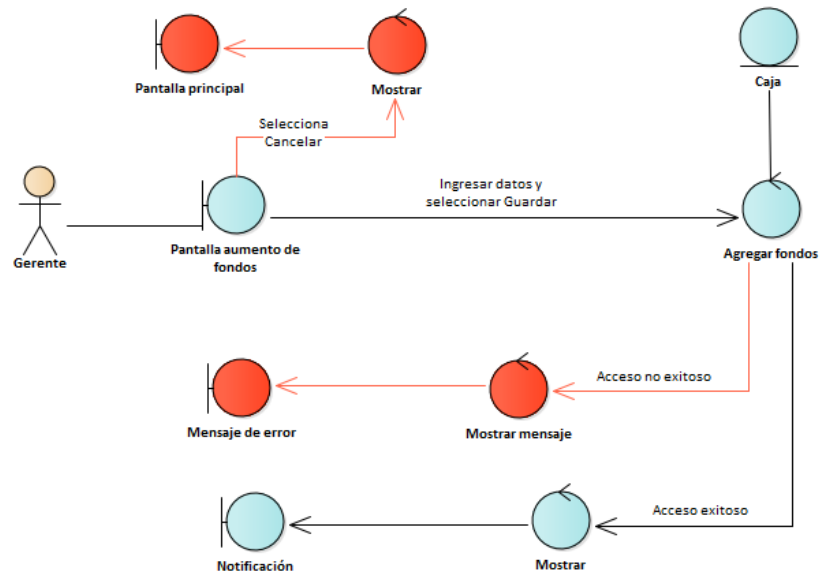 Pantalla principal
Mostrar
Caja
Selecciona
Cancelar
Ingresar datos y
seleccionar Guardar
Gerente
Pantalla aumento de
fondos
Agregar fondos
Acceso no exitoso
Mensaje de error
Mostrar mensaje
Acceso exitoso
Notificación
Mostrar